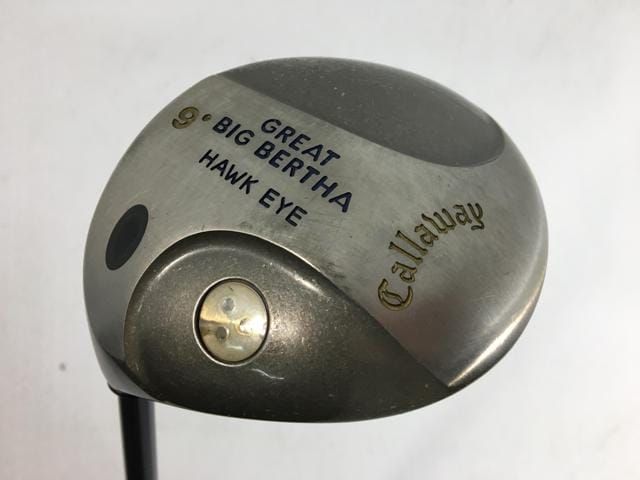 9°
GREAT
BIG BERTHA
HAWK EYE
Callaway